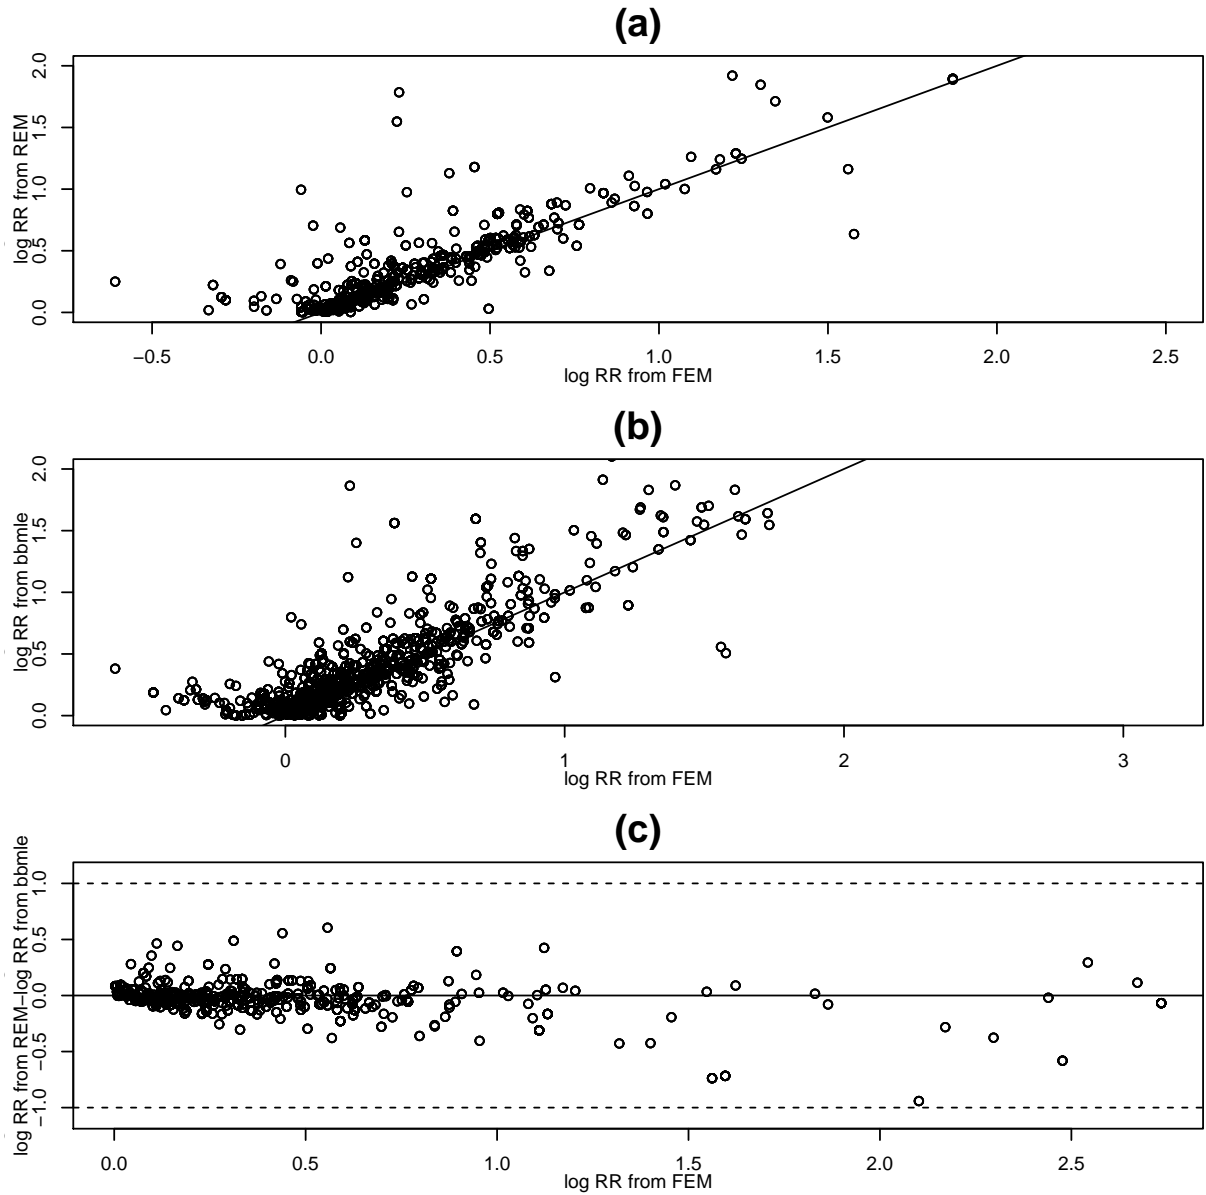 (a)
2.0
1.5
1.0
0.5
0.0
log RR from REM
−0.5 0.0 0.5 1.0 1.5 2.0 2.5
log RR from FEM
(b)
2.0
1.5
1.0
0.5
0.0
log RR from bbmle
0 1 2 3
log RR from FEM
(c)
1.0
0.5
0.0
−0.5
−1.0
log RR from REM−log RR from bbmle
0.0 0.5 1.0 1.5 2.0 2.5
log RR from FEM